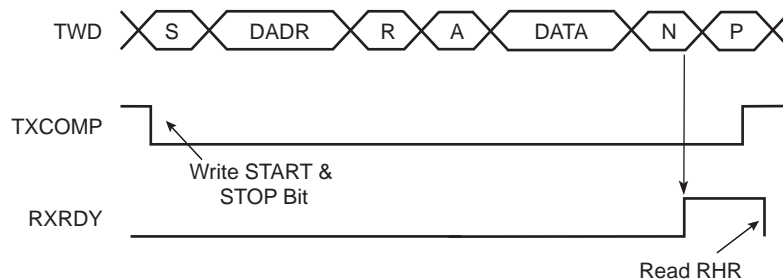 TWD S DADR R A DATA N P
TXCOMP
Write START &
STOP Bit
RXRDY
Read RHR